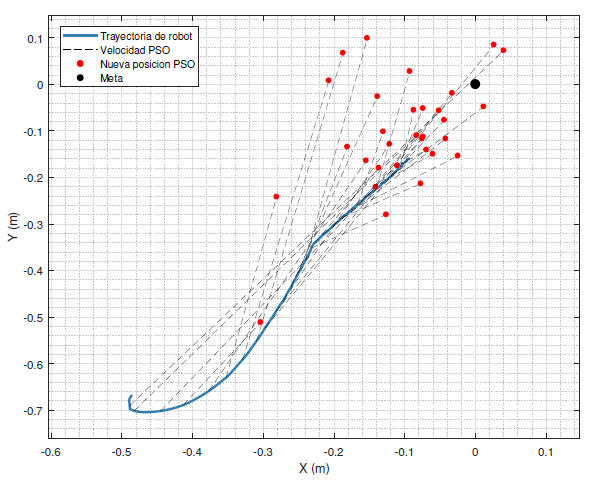 Trayectoria de robot
Velocidad PSO
Nueva posicion PSO
Meta
0.1
0
-0.1
-0.2
-0.3
-0.4
-0.5
-0.6
-0.7
Y (m)
-0.6 -0.5 -0.4 -0.3 -0.2 -0.1 0 0.1
X (m)